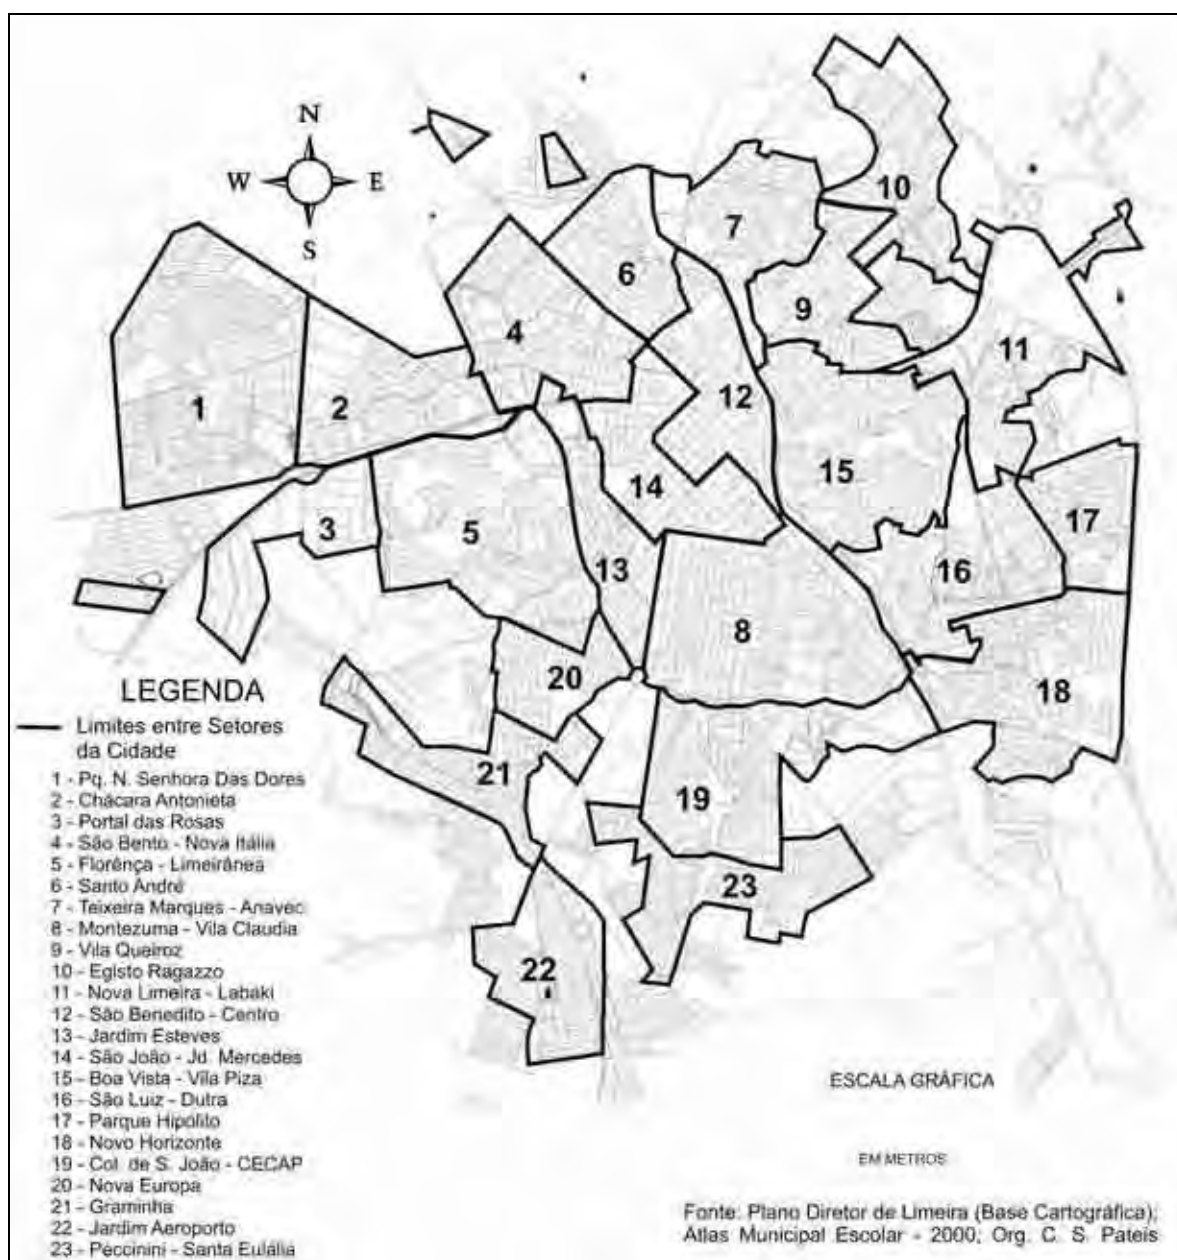 N
W E
S
10
7
6
9
4
11
12
1
2
15
14
3
5
17
13
16
8
20
18
21
19
23
22
LEGENDA
Limites entre Setores
da Cidade
1 - Pq. N. Senhora Das Dores
2 - Chácara Antonieta
3 - Portal das Rosas
4 - São Bento - Nova Itália
5 - Florênça - Limeirânea
6 - Santo André
7 - Teixeira Marques - Anavec
8 - Montezuma - Vila Claudia
9 - Vila Queiroz
10 - Egisto Ragazzo
11 - Nova Limeira - Labaki
12 - São Benedito - Centro
13 - Jardim Esteves
14 - São João - Jd. Mercedes
15 - Boa Vista - Vila Piza
16 - São Luiz - Dutra
17 - Parque Hipólito
18 - Novo Horizonte
19 - Col. de S. João - CECAP
20 - Nova Europa
21 - Graminha
22 - Jardim Aeroporto
23 - Peccinini - Santa Eulália
ESCALA GRÁFICA
EM METROS
Fonte: Plano Diretor de Limeira (Base Cartográfica);
Atlas Municipal Escolar - 2000; Org. C. S. Pateis